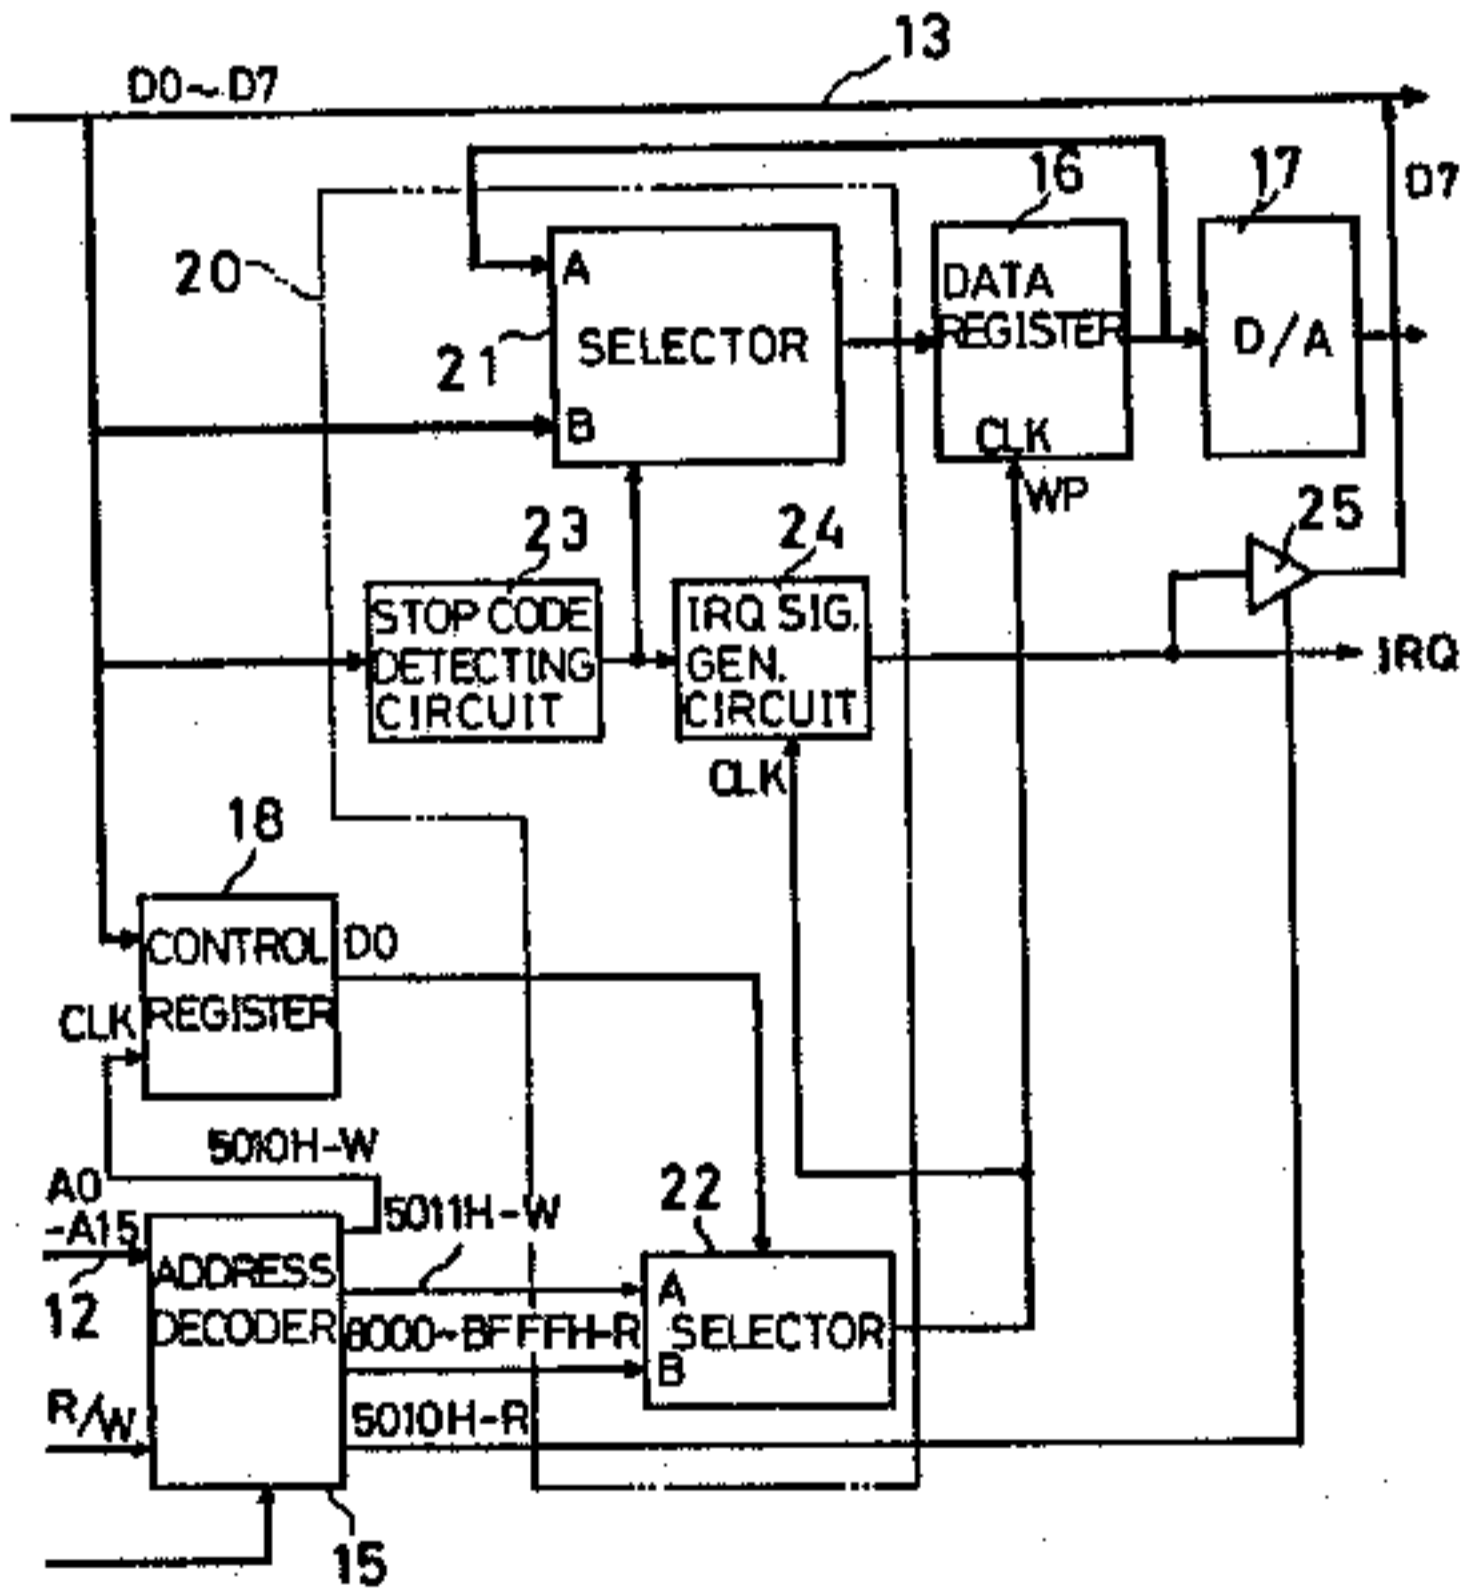 13
D0~D7
16
17
D7
20
A
DATA
REGISTER
21
SELECTOR
D/A
B
CLK
WP
23
24
25
STOP CODE
DETECTING
CIRCUIT
IRQ SIG.
GEN.
CIRCUIT
IRQ
CLK
18
CONTROL
REGISTER
D0
CLK
5010H-W
A0
-A15
12
5011H-W
22
ADDRESS
DECODER
A
SELECTOR
8000~BFFFH-R
B
R/W
5010H-R
15